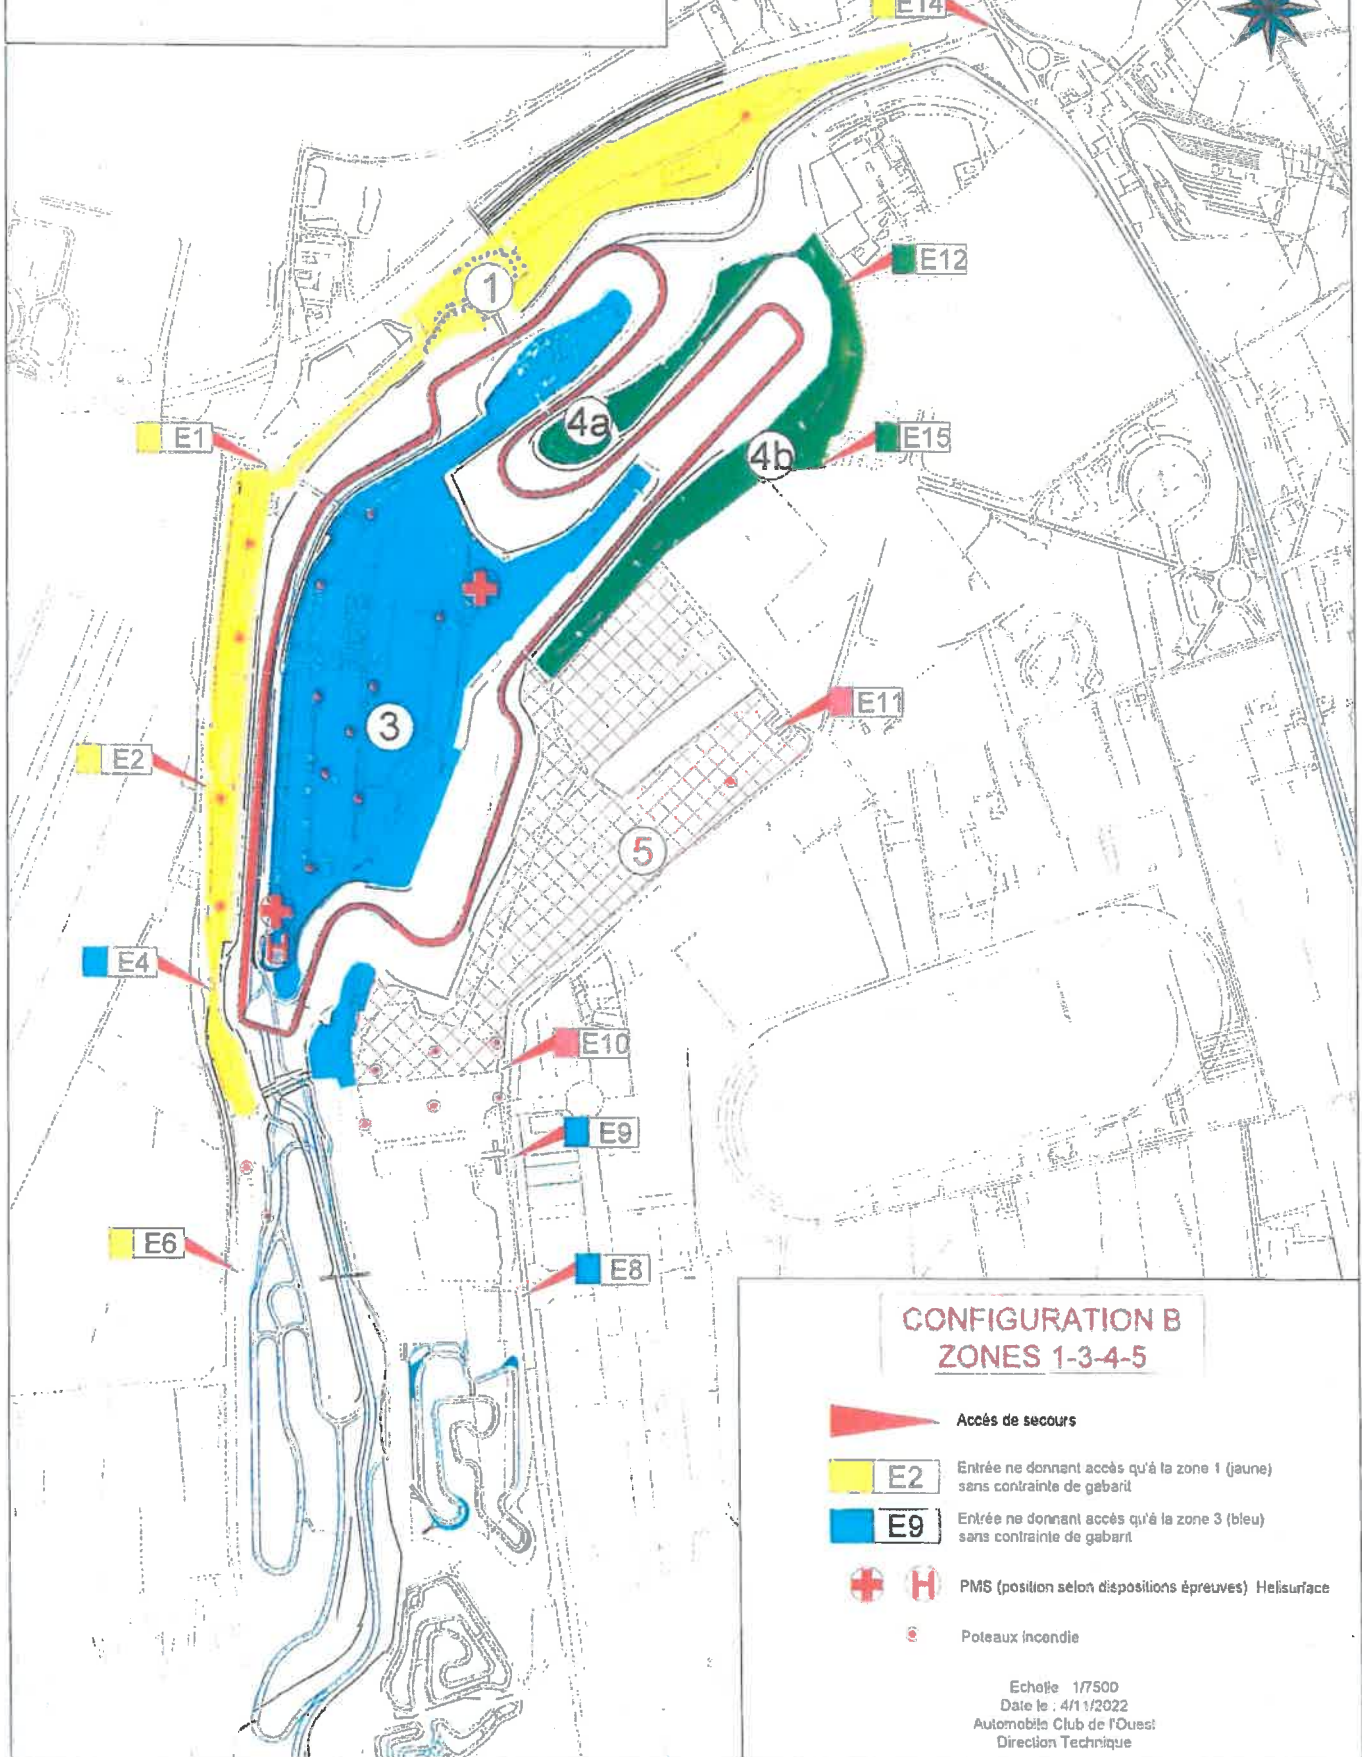 E14
E12
1
4a
E1
E15
4b
E11
3
E2
5
E4
H
E10
E9
E6
E8
CONFIGURATION B
ZONES 1-3-4-5
Accés de secours
E2
Entrée ne donnant accès qu'à la zone 1 (jaune)
sans contrainte de gabarit
E9
Entrée ne donnant accès qu'à la zone 3 (bleu)
sans contrainte de gabarit
H
PMS (position selon dispositions épreuves) Helisurface
Poteaux incendie
Echelle 1/7500
Date le : 4/11/2022
Automobile Club de l'Ouest
Direction Technique